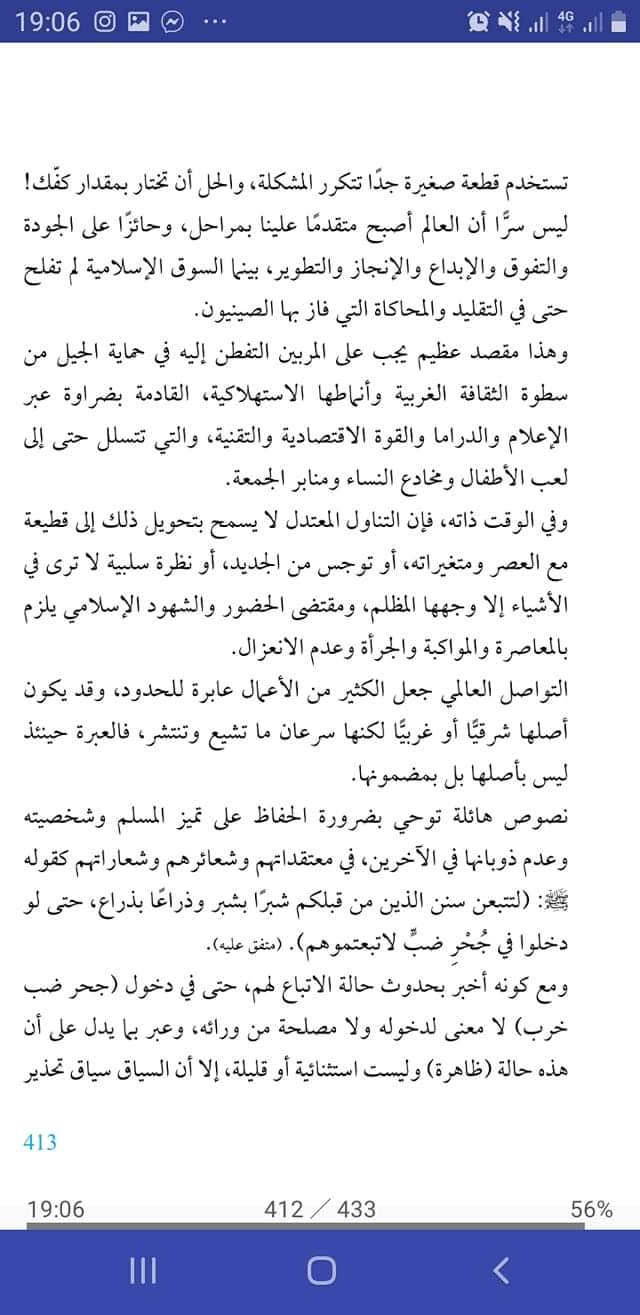 19:06
4G
تستخدم قطعة صغيرة جدًا تتكرر المشكلة، والحل أن تختار بمقدار كفّك!
ليس سرًّا أن العالم أصبح متقدمًا علينا بمراحل، وحائزًا على الجودة
والتفوق والإبداع والإنجاز والتطوير، بينما السوق الإسلامية لم تفلح
حتى في التقليد والمحاكاة التي فاز بها الصينيون.
وهذا مقصد عظيم يجب على المربين التفطن إليه في حماية الجيل من
سطوة الثقافة الغربية وأنماطها الاستهلاكية، القادمة بضراوة عبر
الإعلام والدراما والقوة الاقتصادية والتقنية، والتي تتسلل حتى إلى
لعب الأطفال ومخادع النساء ومنابر الجمعة.
وفي الوقت ذاته، فإن التناول المعتدل لا يسمح بتحويل ذلك إلى قطيعة
مع العصر ومتغيراته، أو توجس من الجديد، أو نظرة سلبية لا ترى في
الأشياء إلا وجهها المظلم، ومقتضى الحضور والشهود الإسلامي يلزم
بالمعاصرة والمواكبة والجرأة وعدم الانعزال.
التواصل العالمي جعل الكثير من الأعمال عابرة للحدود، وقد يكون
أصلها شرقيًّا أو غربيًّا لكنها سرعان ما تشيع وتنتشر، فالعبرة حينئذ
ليس بأصلها بل بمضمونها.
نصوص هائلة توحي بضرورة الحفاظ على تميز المسلم وشخصيته
وعدم ذوبانها في الآخرين، في معتقداتهم وشعائرهم وشعاراتهم كقوله
ﷺ: (لتتبعن سنن الذين من قبلكم شبرًا بشبر وذراعًا بذراع، حتى لو
دخلوا في جُحْرِ ضبٍّ لاتبعتموهم). (متفق عليه).
ومع كونه أخبر بحدوث حالة الاتباع لهم، حتى في دخول (جحر ضب
خرب) لا معنى لدخوله ولا مصلحة من ورائه، وعبر بما يدل على أن
هذه حالة (ظاهرة) وليست استثنائية أو قليلة، إلا أن السياق سياق تحذير
413
19:06
412 / 433
56%